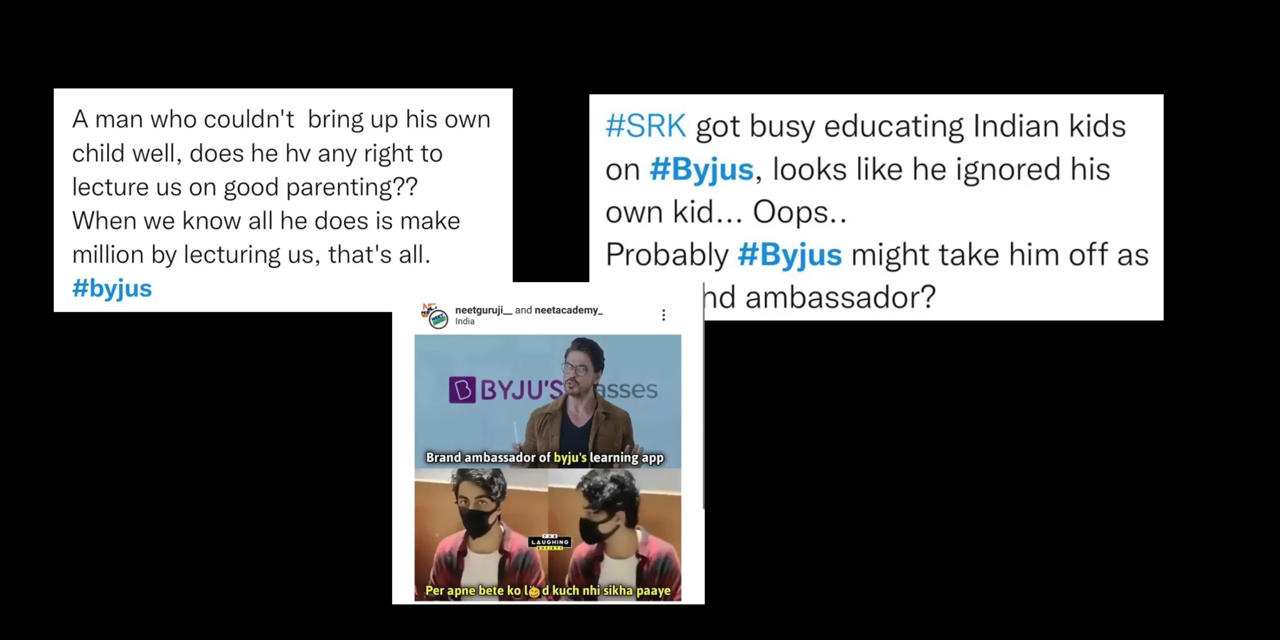 A man who couldn't bring up his own
child well, does he hv any right to
lecture us on good parenting??
When we know all he does is make
million by lecturing us, that's all.
#byjus
#SRK got busy educating Indian kids
on #Byjus, looks like he ignored his
own kid... Oops..
Probably #Byjus might take him off as
nd ambassador?
neetguruji__ and neetacademy_
India
BYJU'S asses
Brand ambassador of byju's learning app
THE
LAUGHING
SOCIETY
Per apne bete ko l😂d kuch nhi sikha paaye